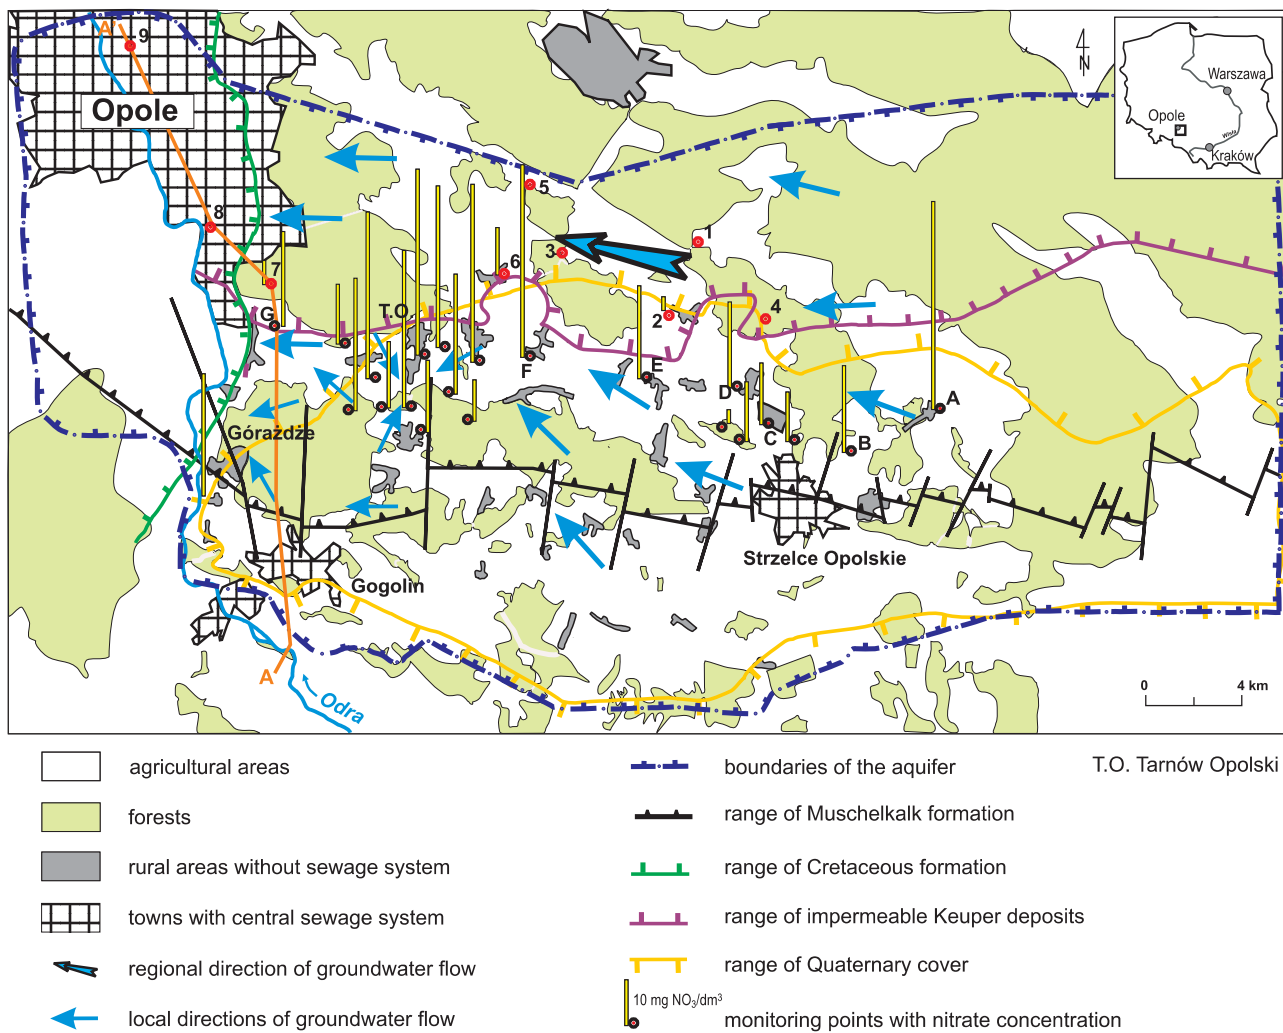 A'
9
N
Warszawa
Opole
Wisła
Kraków
Opole
5
8
1
3
6
7
T.O.
2
4
G
F
E
D
A
C
B
Górażdże
Strzelce Opolskie
Gogolin
A
Odra
0
4 km
agricultural areas
boundaries of the aquifer
T.O. Tarnów Opolski
forests
range of Muschelkalk formation
rural areas without sewage system
range of Cretaceous formation
towns with central sewage system
range of impermeable Keuper deposits
regional direction of groundwater flow
range of Quaternary cover
10 mg NO₃/dm³
local directions of groundwater flow
monitoring points with nitrate concentration